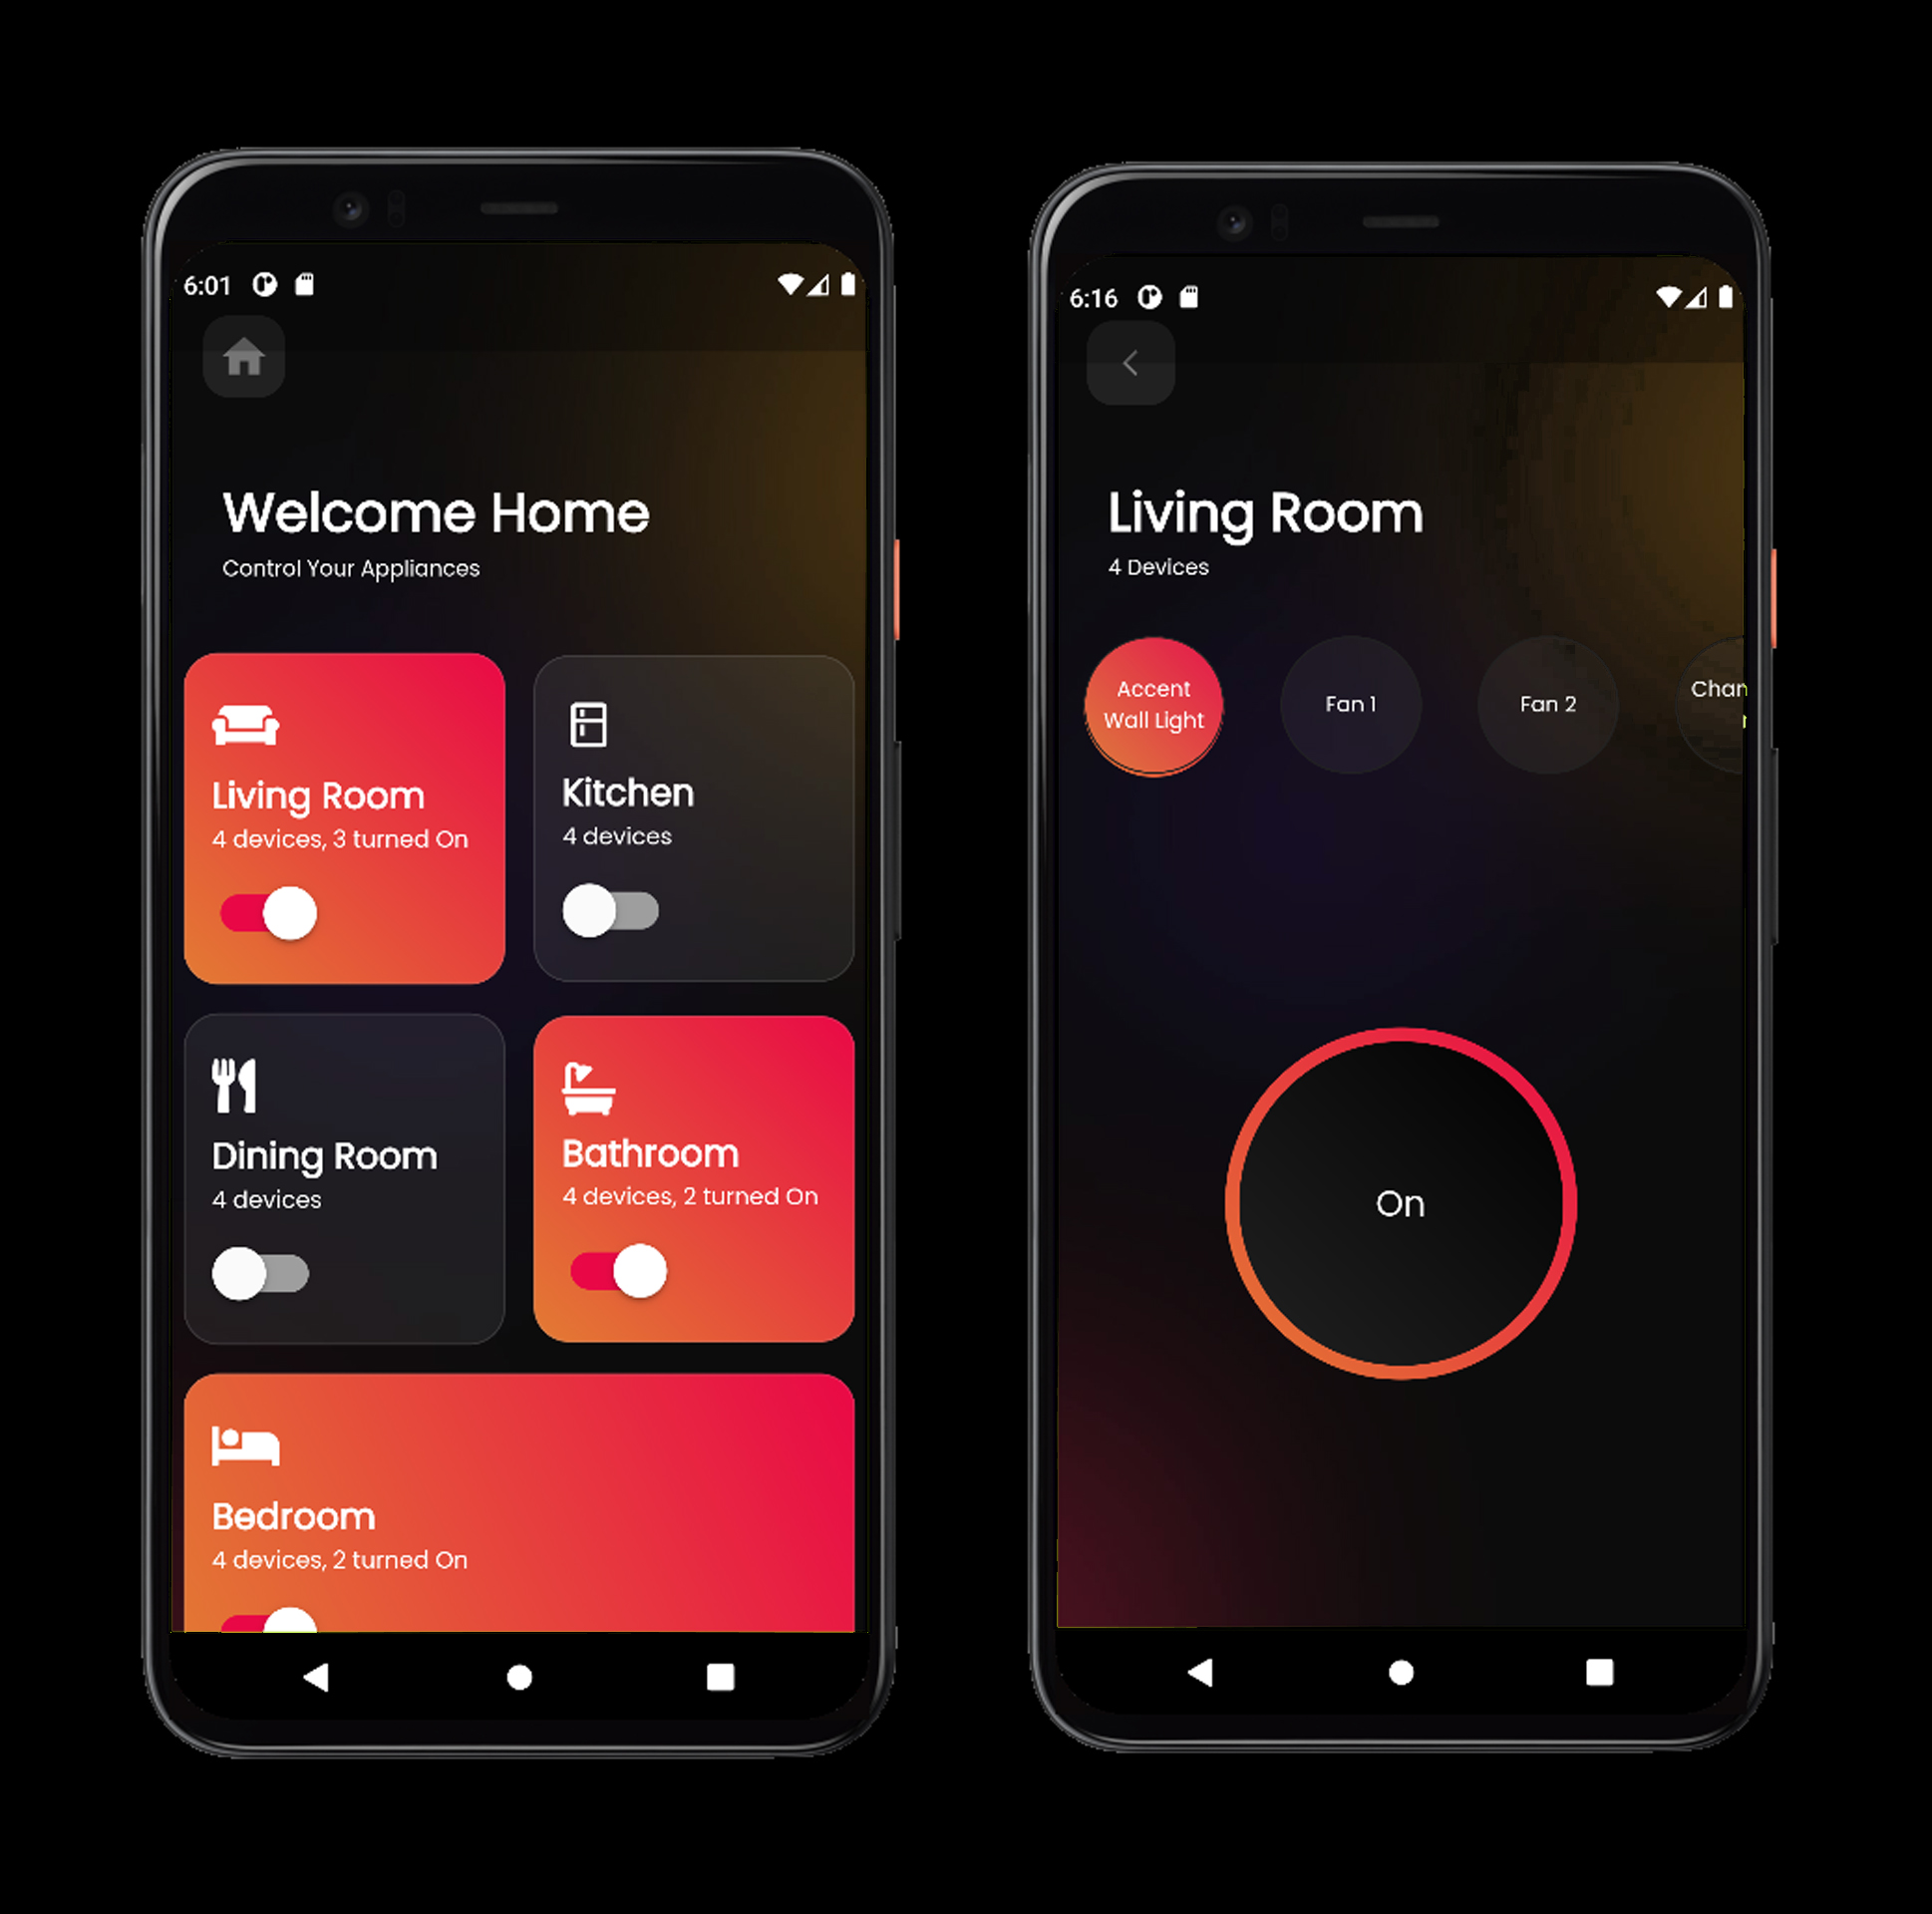 6:01
Welcome Home
Control Your Appliances
Living Room
4 devices, 3 turned On
Kitchen
4 devices
Dining Room
4 devices
Bathroom
4 devices, 2 turned On
Bedroom
4 devices, 2 turned On
6:16
Living Room
4 Devices
Accent
Wall Light
Fan 1
Fan 2
On